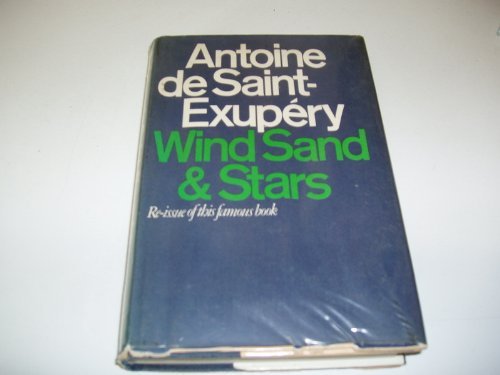 Antoine
de Saint-
Exupéry
Wind Sand
& Stars
Re-issue of this famous book